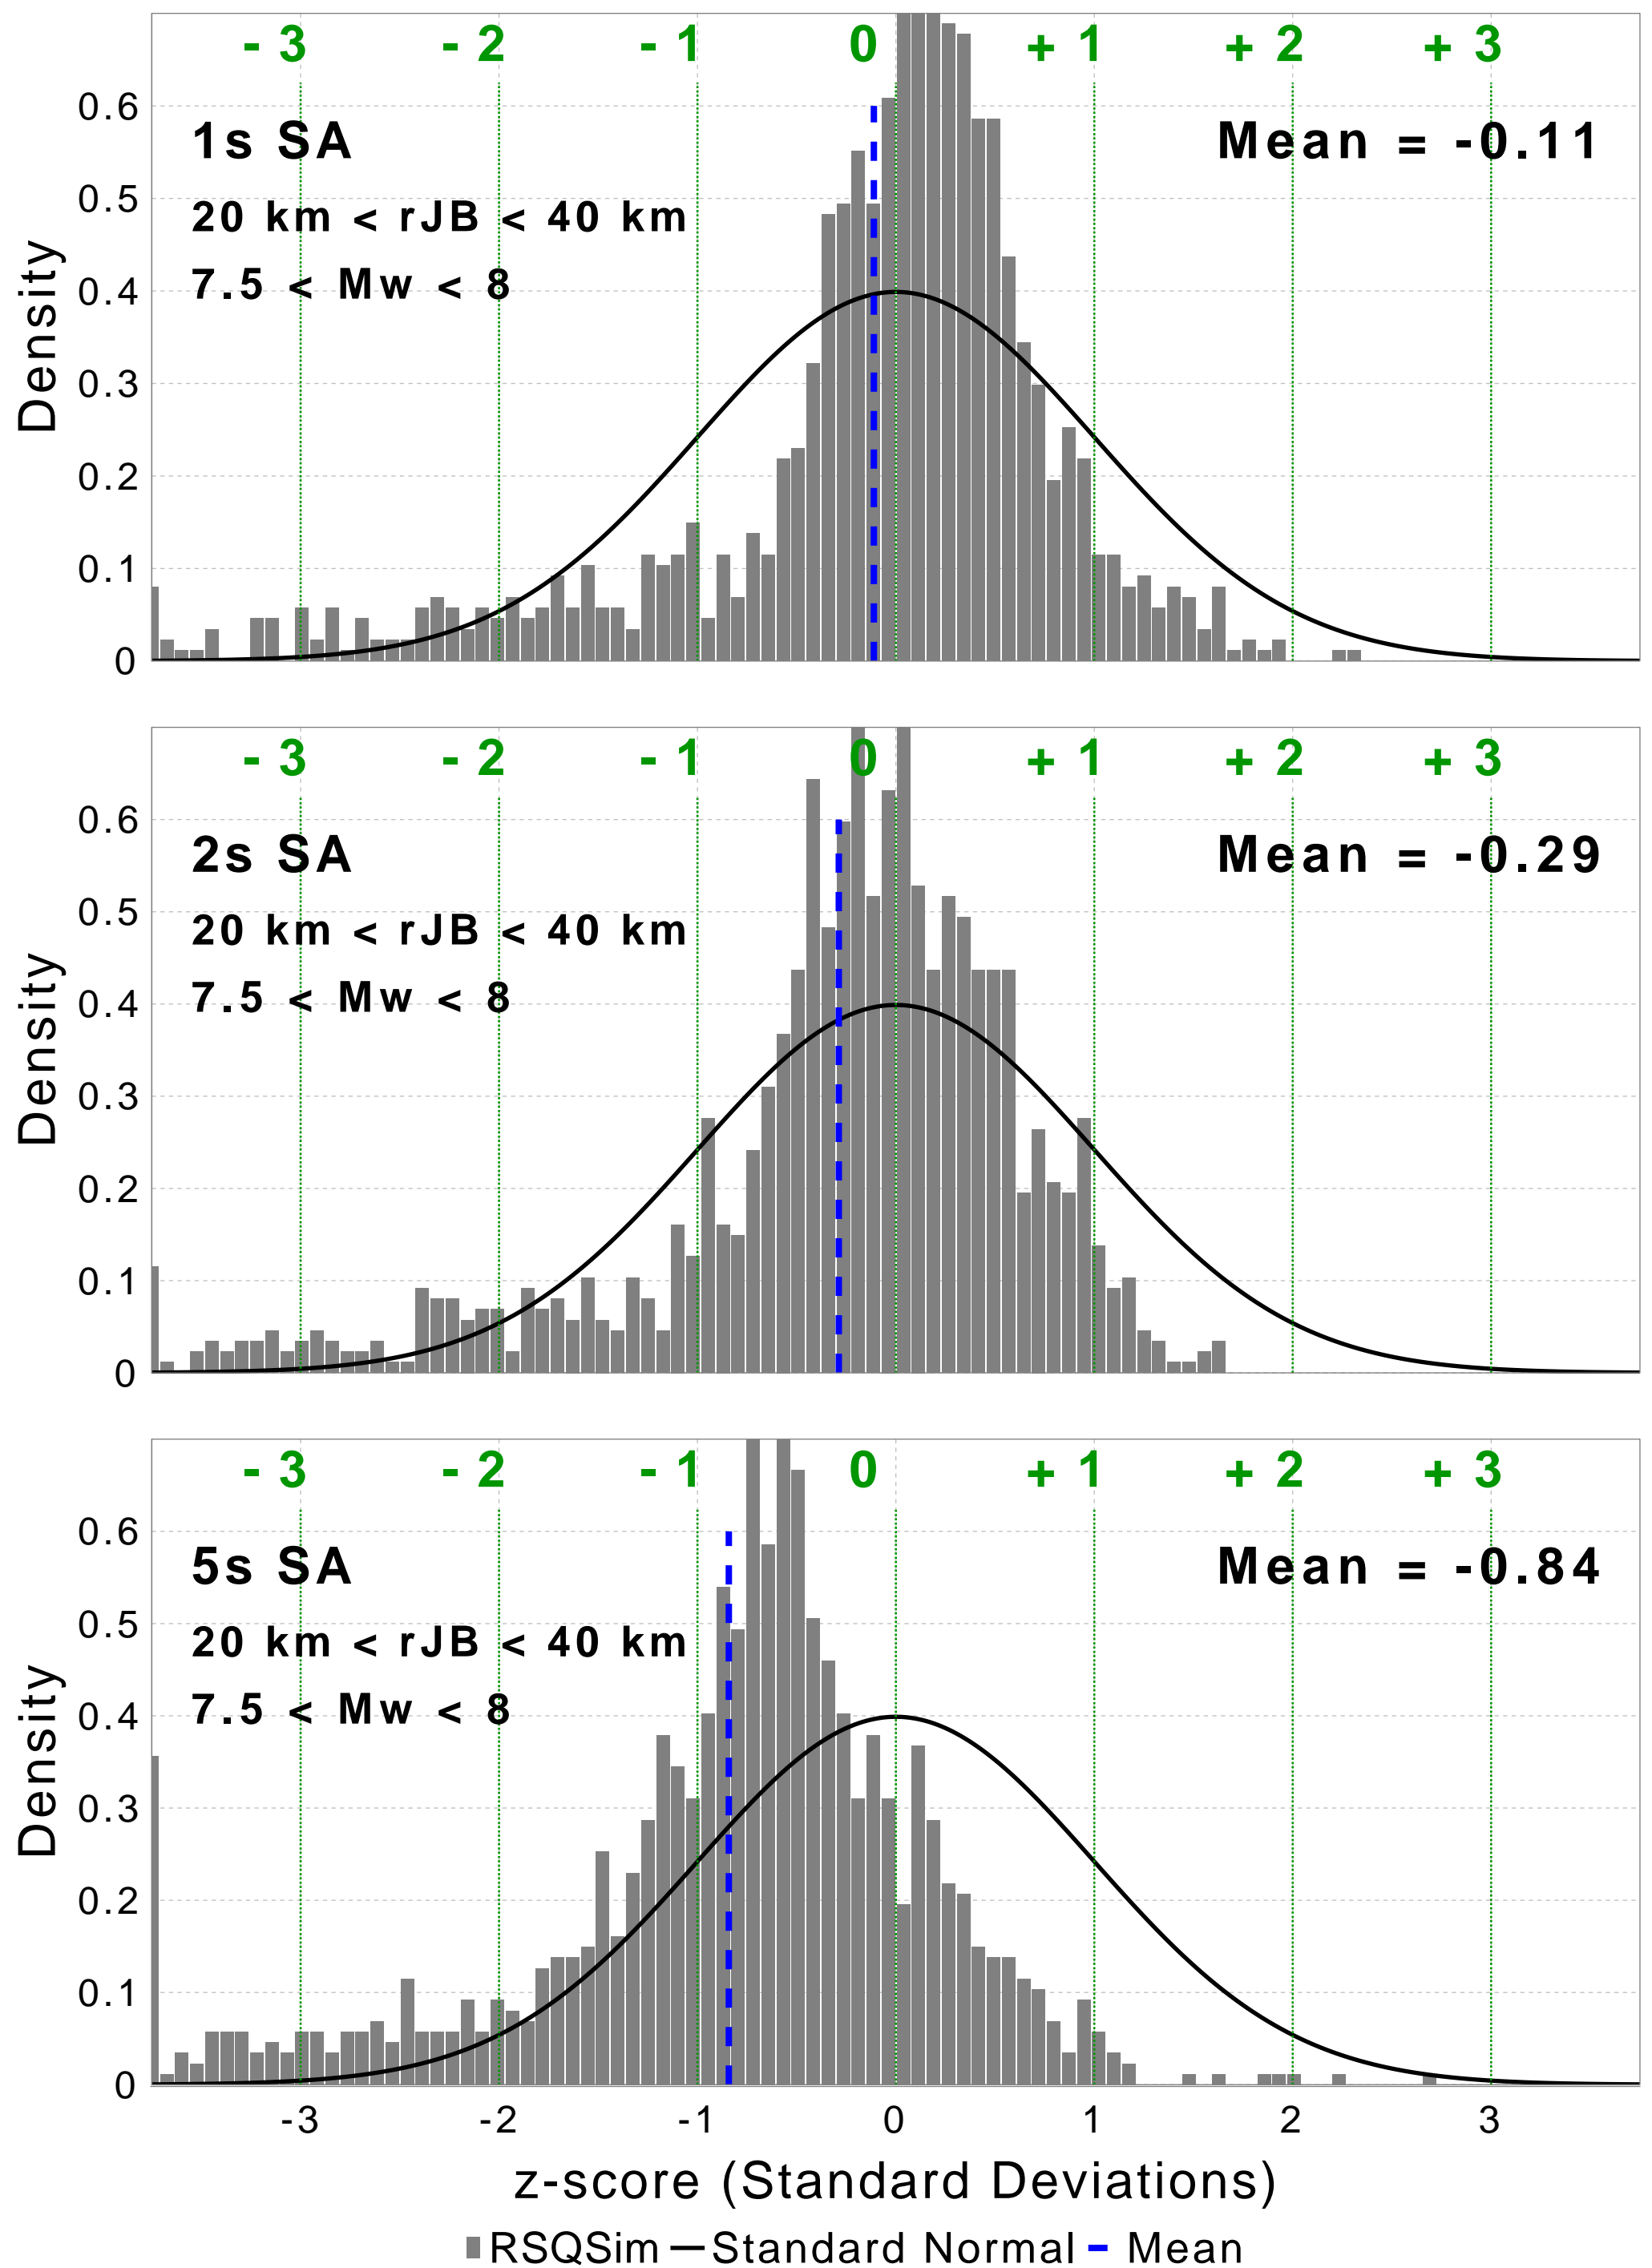 - 3 - 2 - 1 0 + 1 + 2 + 3
0.6
1s SA Mean = -0.11
0.5
20 km < rJB < 40 km
0.4
7.5 < Mw < 8
0.3
0.2
0.1
0
Density
- 3 - 2 - 1 0 + 1 + 2 + 3
0.6
2s SA Mean = -0.29
0.5
20 km < rJB < 40 km
0.4
7.5 < Mw < 8
0.3
0.2
0.1
0
Density
- 3 - 2 - 1 0 + 1 + 2 + 3
0.6
5s SA Mean = -0.84
0.5
20 km < rJB < 40 km
0.4
7.5 < Mw < 8
0.3
0.2
0.1
0
Density
-3 -2 -1 0 1 2 3
z-score (Standard Deviations)
RSQSim Standard Normal Mean